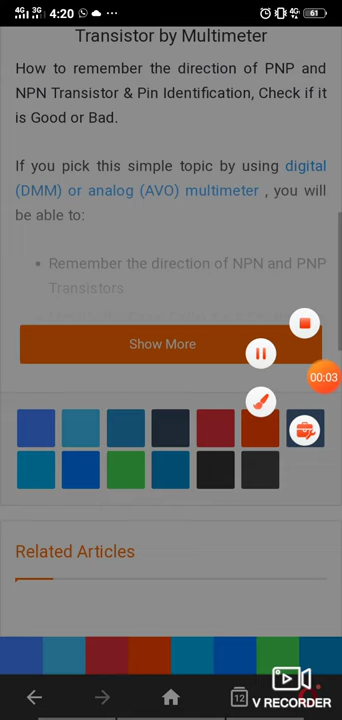 4G 3G 4:20 4G 61
Transistor by Multimeter
How to remember the direction of PNP and
NPN Transistor & Pin Identification, Check if it
is Good or Bad.
If you pick this simple topic by using digital
(DMM) or analog (AVO) multimeter , you will
be able to:
• Remember the direction of NPN and PNP
Transistors
Show More
00:03
Related Articles
12
V RECORDER